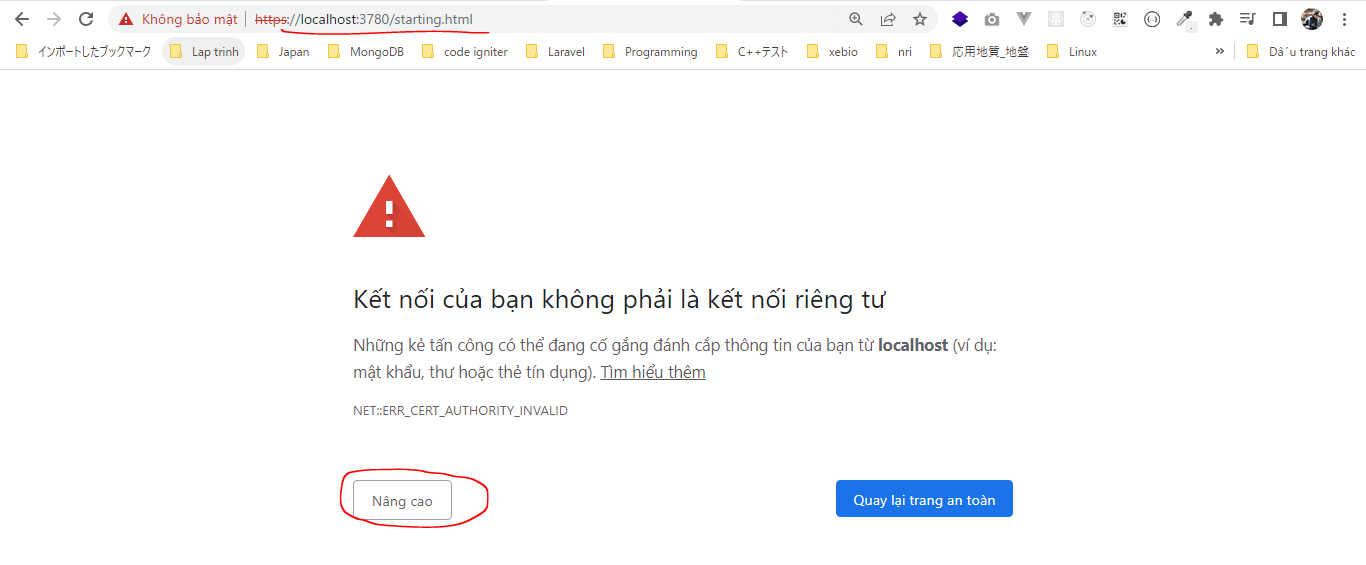 Không bảo mật https://localhost:3780/starting.html
インポートしたブックマーク Lap trinh Japan MongoDB code igniter Laravel Programming C++テスト xebio nri 応用地質_地盤 Linux » Dấu trang khác
Kết nối của bạn không phải là kết nối riêng tư
Những kẻ tấn công có thể đang cố gắng đánh cắp thông tin của bạn từ localhost (ví dụ:
mật khẩu, thư hoặc thẻ tín dụng). Tìm hiểu thêm
NET::ERR_CERT_AUTHORITY_INVALID
Nâng cao Quay lại trang an toàn